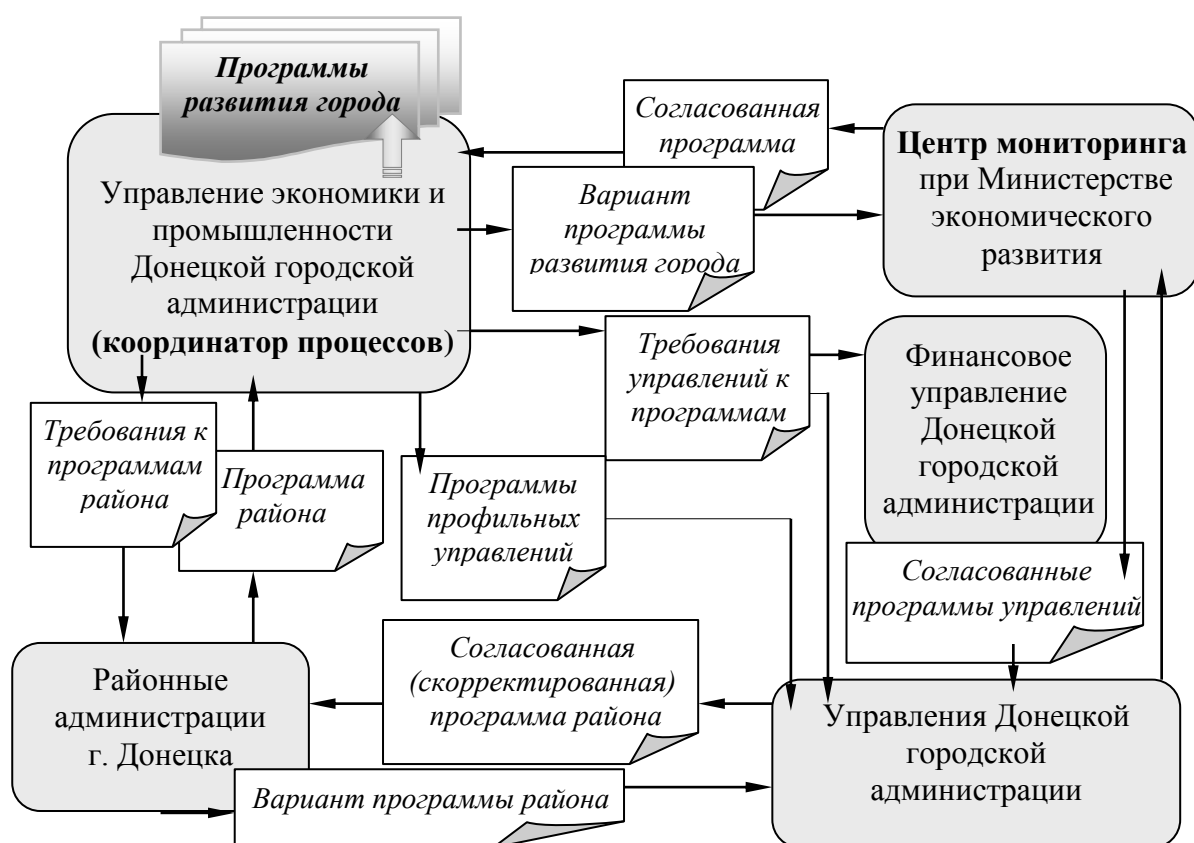 Программы
развития города
Управление экономики и
промышленности
Донецкой городской
администрации
(координатор процессов)
Согласованная
программа
Вариант
программы
развития города
Центр мониторинга
при Министерстве
экономического
развития
Требования
управлений к
программам
Финансовое
управление
Донецкой
городской
администрации
Требования к
программам
района
Программа
района
Программы
профильных
управлений
Согласованные
программы управлений
Районные
администрации
г. Донецка
Согласованная
(скорректированная)
программа района
Управления Донецкой
городской
администрации
Вариант программы района